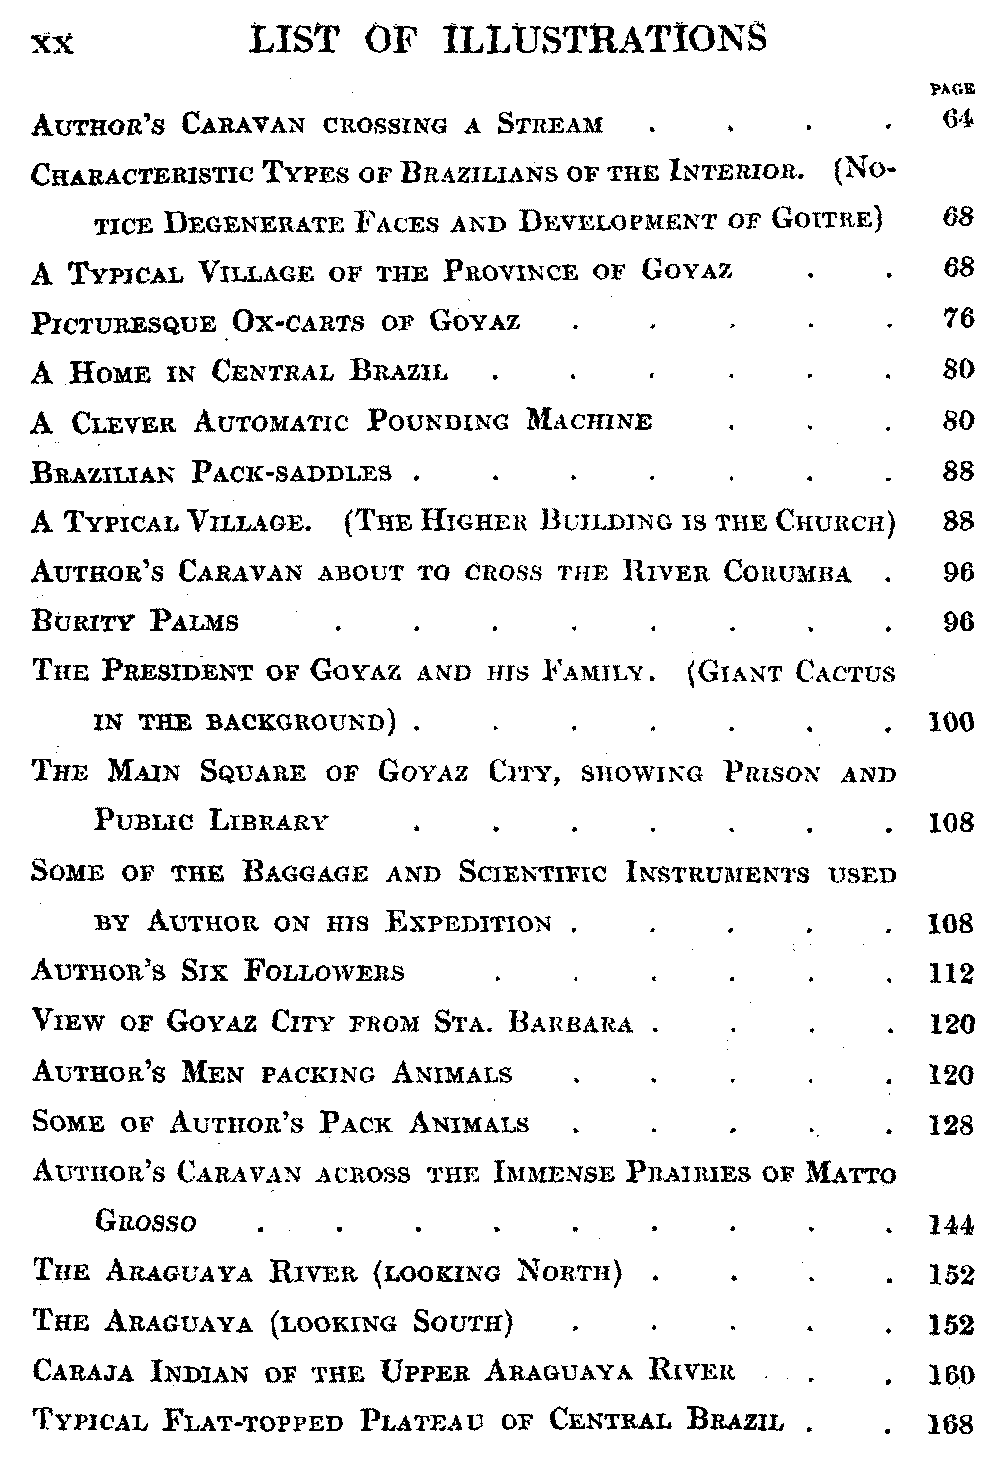 xx LIST OF ILLUSTRATIONS
PAGE
AUTHOR'S CARAVAN CROSSING A STREAM . . . . 64
CHARACTERISTIC TYPES OF BRAZILIANS OF THE INTERIOR. (NO-
TICE DEGENERATE FACES AND DEVELOPMENT OF GOITRE) 68
A TYPICAL VILLAGE OF THE PROVINCE OF GOYAZ . . 68
PICTURESQUE OX-CARTS OF GOYAZ . . . . . 76
A HOME IN CENTRAL BRAZIL . . . . . . 80
A CLEVER AUTOMATIC POUNDING MACHINE . . . 80
BRAZILIAN PACK-SADDLES . . . . . . . 88
A TYPICAL VILLAGE. (THE HIGHER BUILDING IS THE CHURCH) 88
AUTHOR'S CARAVAN ABOUT TO CROSS THE RIVER CORUMBA . 96
BURITY PALMS . . . . . . . . 96
THE PRESIDENT OF GOYAZ AND HIS FAMILY. (GIANT CACTUS
IN THE BACKGROUND) . . . . . . . 100
THE MAIN SQUARE OF GOYAZ CITY, SHOWING PRISON AND
PUBLIC LIBRARY . . . . . . . 108
SOME OF THE BAGGAGE AND SCIENTIFIC INSTRUMENTS USED
BY AUTHOR ON HIS EXPEDITION . . . . . 108
AUTHOR'S SIX FOLLOWERS . . . . . . 112
VIEW OF GOYAZ CITY FROM STA. BARBARA . . . . 120
AUTHOR'S MEN PACKING ANIMALS . . . . . 120
SOME OF AUTHOR'S PACK ANIMALS . . . . . 128
AUTHOR'S CARAVAN ACROSS THE IMMENSE PRAIRIES OF MATTO
GROSSO . . . . . . . . . 144
THE ARAGUAYA RIVER (LOOKING NORTH) . . . . 152
THE ARAGUAYA (LOOKING SOUTH) . . . . . 152
CARAJA INDIAN OF THE UPPER ARAGUAYA RIVER . . 160
TYPICAL FLAT-TOPPED PLATEAU OF CENTRAL BRAZIL . . 168